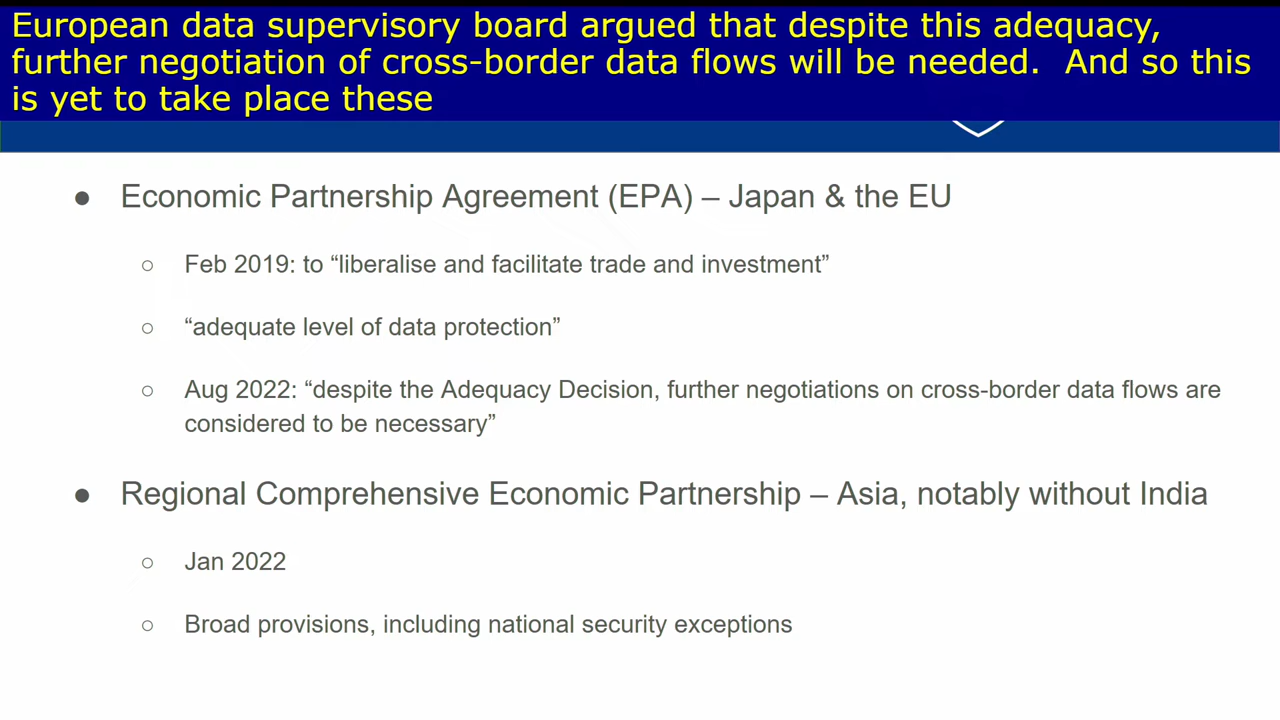 European data supervisory board argued that despite this adequacy,
further negotiation of cross-border data flows will be needed.  And so this
is yet to take place these
● Economic Partnership Agreement (EPA) – Japan & the EU
○ Feb 2019: to “liberalise and facilitate trade and investment”
○ “adequate level of data protection”
○ Aug 2022: “despite the Adequacy Decision, further negotiations on cross-border data flows are
considered to be necessary”
● Regional Comprehensive Economic Partnership – Asia, notably without India
○ Jan 2022
○ Broad provisions, including national security exceptions